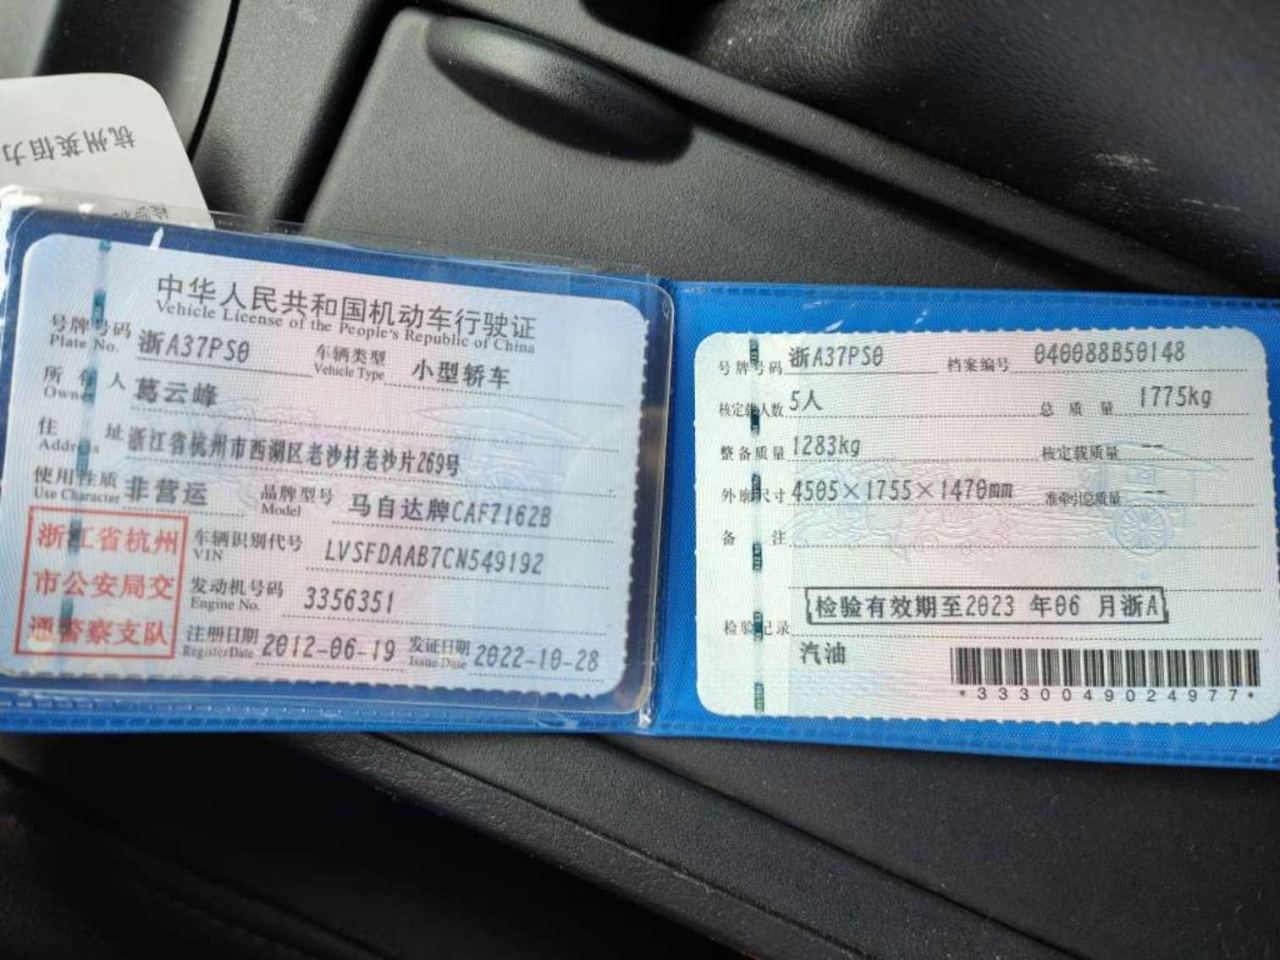 杭州英佰力
中华人民共和国机动车行驶证
Vehicle License of the People's Republic of China
号牌号码 浙A37PS0 车辆类型 小型轿车
Plate No. Vehicle Type
所有人 葛云峰
Owner
住址 浙江省杭州市西湖区老沙村老沙片269号
Address
使用性质 非营运 品牌型号 马自达牌CAF7162B
Use Character Model
浙江省杭州
市公安局交
通警察支队
车辆识别代号 LVSFDAAB7CN549192
VIN
发动机号码 3356351
Engine No.
注册日期 2012-06-19 发证日期 2022-10-28
Register Date Issue Date
号牌号码 浙A37PS0 档案编号 040088B50148
核定载人数 5人 总质量 1775kg
整备质量 1283kg 核定载质量 --
外廓尺寸 4505×1755×1470mm 准牵引总质量 --
备注
检验有效期至2023 年06 月浙A
检验记录
汽油
*3330049024977*